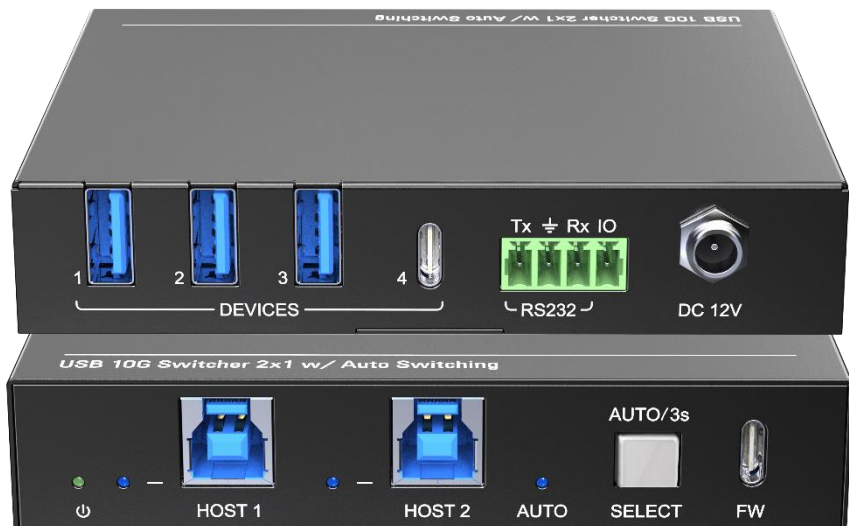 USB 10G Switcher 2x1 w/ Auto Switching
Tx ⏚ Rx IO
1 2 3 4
DEVICES RS232 DC 12V
USB 10G Switcher 2x1 w/ Auto Switching
AUTO/3s
HOST 1 HOST 2 AUTO SELECT FW